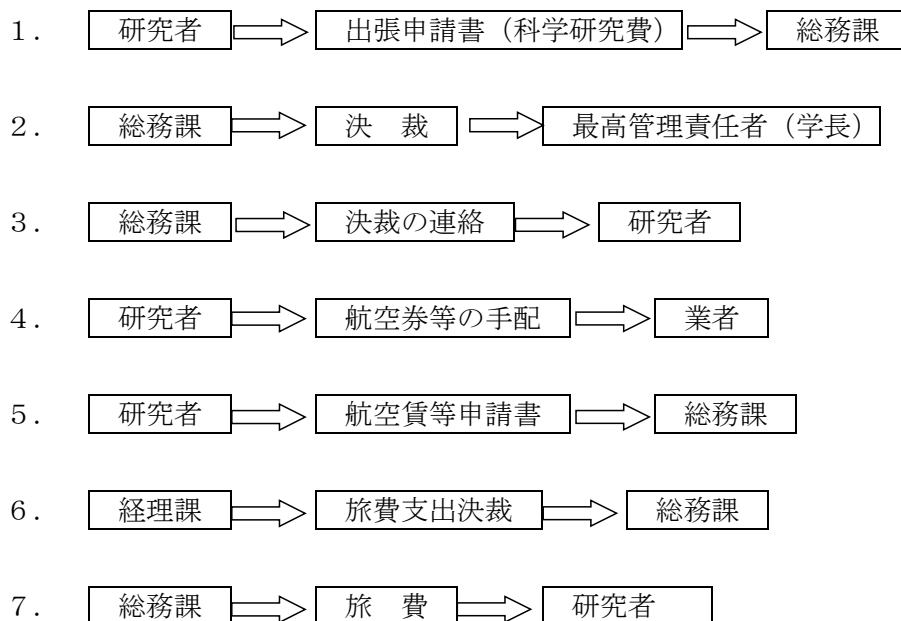 1. 研究者 出張申請書(科学研究費) 総務課
2. 総務課 決 裁 最高管理責任者(学長)
3. 総務課 決裁の連絡 研究者
4. 研究者 航空券等の手配 業者
5. 研究者 航空賃等申請書 総務課
6. 経理課 旅費支出決裁 総務課
7. 総務課 旅 費 研究者